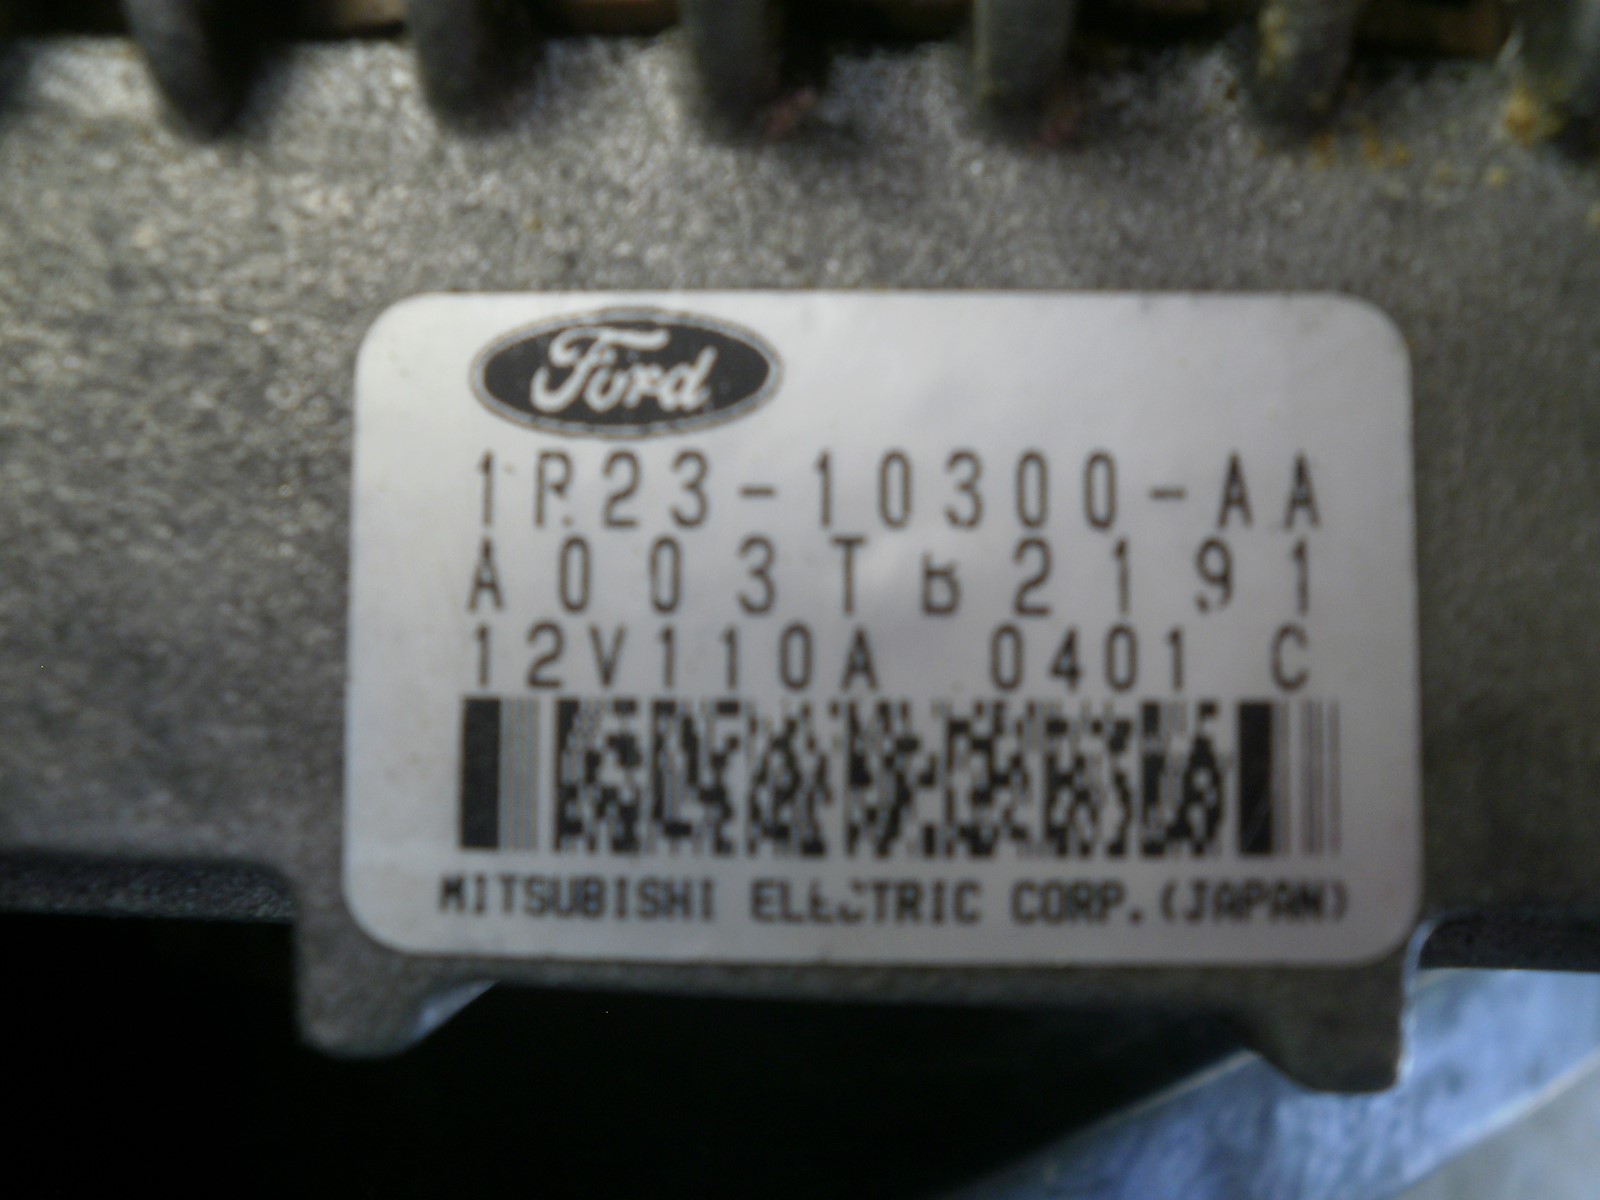 Ford
1R23-10300-AA
A003TB2191
12V110A 0401 C
MITSUBISHI ELECTRIC CORP.(JAPAN)